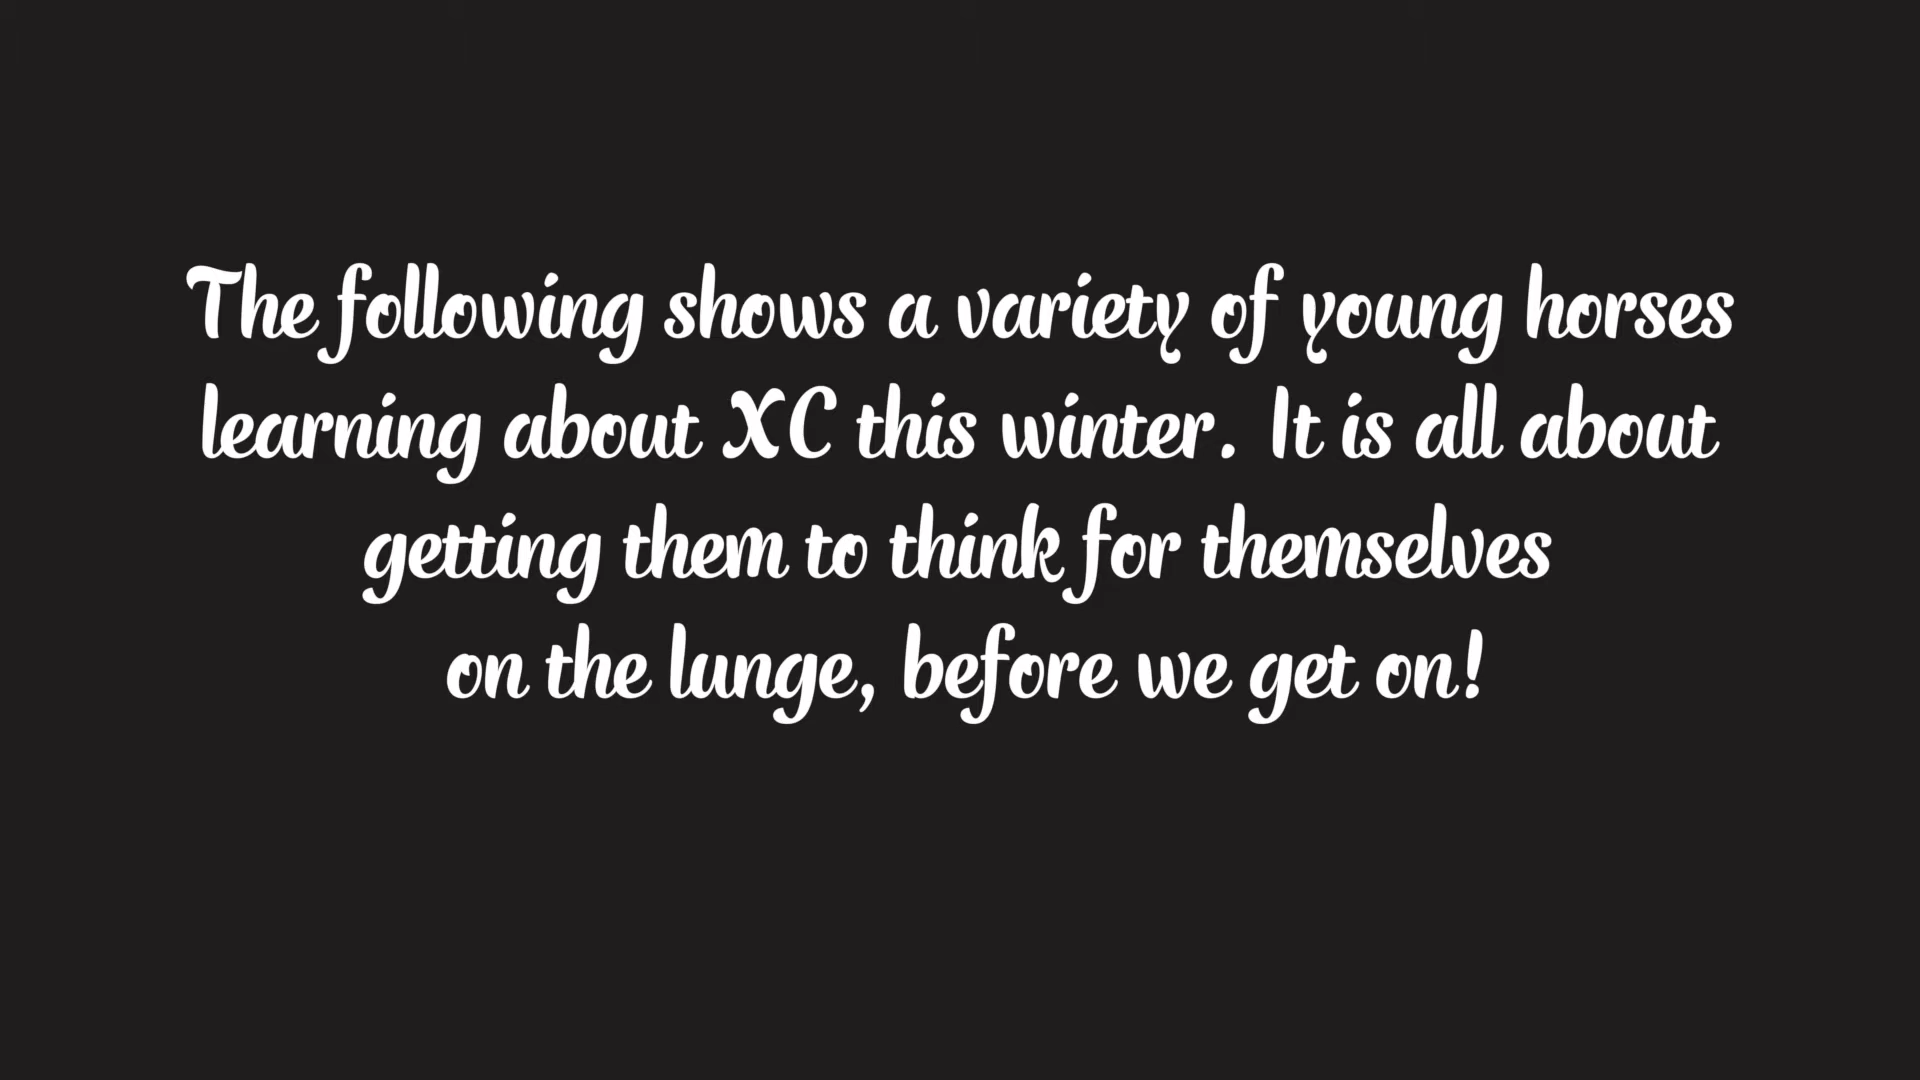 The following shows a variety of young horses
learning about XC this winter. It is all about
getting them to think for themselves
on the lunge, before we get on!